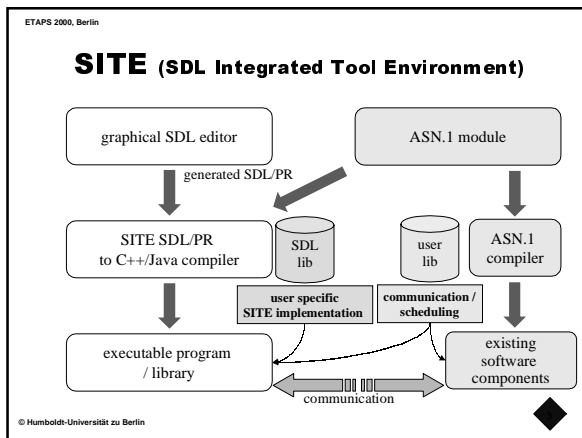 ETAPS 2000, Berlin
SITE (SDL Integrated Tool Environment)
graphical SDL editor
ASN.1 module
generated SDL/PR
SITE SDL/PR
to C++/Java compiler
SDL
lib
user
lib
ASN.1
compiler
user specific
SITE implementation
communication /
scheduling
executable program
/ library
existing
software
components
communication
© Humboldt-Universität zu Berlin